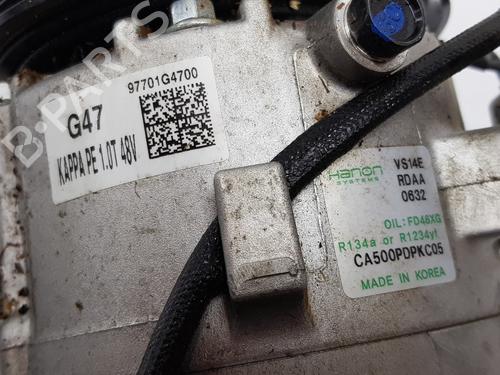 97701G4700
G47
KAPPA PE 1.0T 48V
Hanon
SYSTEMS
VS14E
RDAA
0632
OIL:FD46XG
R134a or R1234yf
CA500PDPKC05
MADE IN KOREA
B-PARTS